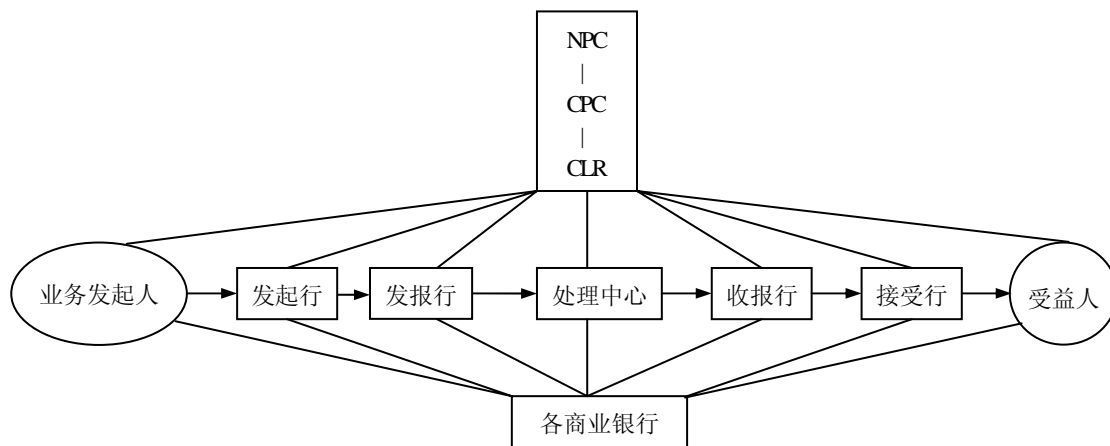 NPC
|
CPC
|
CLR
业务发起人
发起行
发报行
处理中心
收报行
接受行
受益人
各商业银行